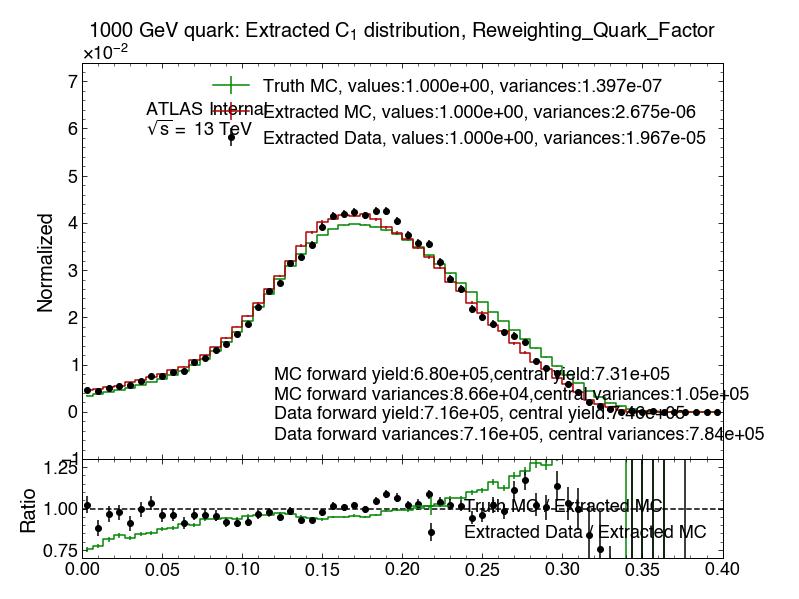 1000 GeV quark: Extracted C₁ distribution, Reweighting_Quark_Factor
×10⁻²
Truth MC, values:1.000e+00, variances:1.397e-07
ATLAS Internal
Extracted MC, values:1.000e+00, variances:2.675e-06
√s = 13 TeV
Extracted Data, values:1.000e+00, variances:1.967e-05
7
6
5
4
3
2
1
0
Normalized
MC forward yield:6.80e+05,central yield:7.31e+05
MC forward variances:8.66e+04,central variances:1.05e+05
Data forward yield:7.16e+05, central yield:
Data forward variances:7.16e+05, central variances:7.84e+05
1.25
1.00
0.75
Ratio
Truth MC / Extracted MC
Extracted Data / Extracted MC
0.00 0.05 0.10 0.15 0.20 0.25 0.30 0.35 0.40